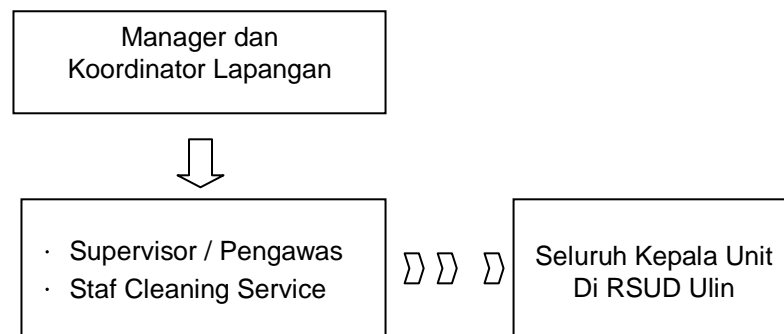 Manager dan
Koordinator Lapangan
· Supervisor / Pengawas
· Staf Cleaning Service
Seluruh Kepala Unit
Di RSUD Ulin